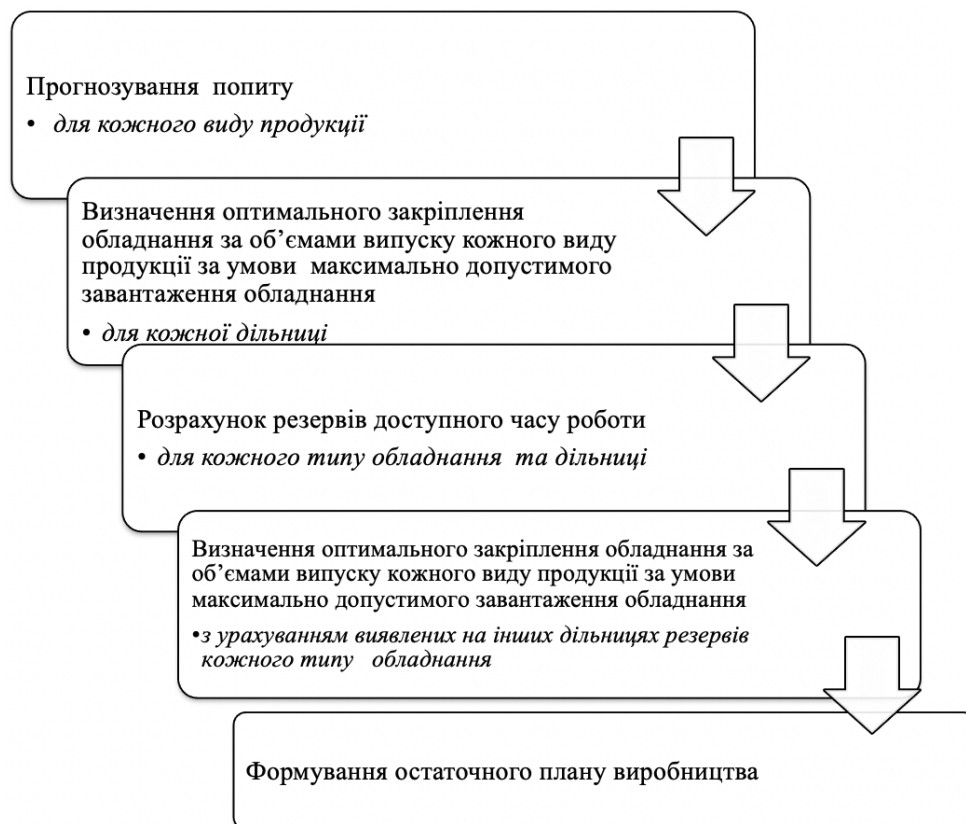 Прогнозування попиту
• для кожного виду продукції
Визначення оптимального закріплення
обладнання за об’ємами випуску кожного виду
продукції за умови максимально допустимого
завантаження обладнання
• для кожної дільниці
Розрахунок резервів доступного часу роботи
• для кожного типу обладнання та дільниці
Визначення оптимального закріплення обладнання за
об’ємами випуску кожного виду продукції за умови
максимально допустимого завантаження обладнання
•з урахуванням виявлених на інших дільницях резервів
кожного типу обладнання
Формування остаточного плану виробництва